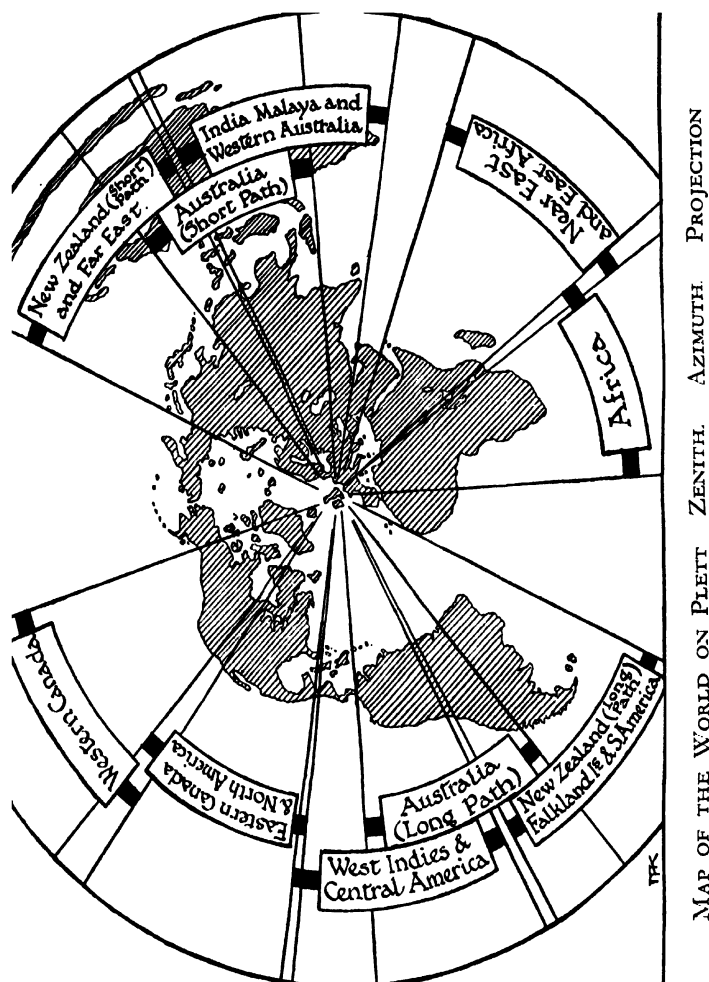 India Malaya and
Western Australia
Near East
and East Africa
New Zealand (Short Path)
and Far East.
Australia
(Short Path)
Africa
Western Canada
Eastern Canada
& North America
Australia
(Long Path)
West Indies &
Central America
New Zealand (Long Path)
Falkland Is & S. America
MAP OF THE WORLD ON PLETT ZENITH. AZIMUTH. PROJECTION